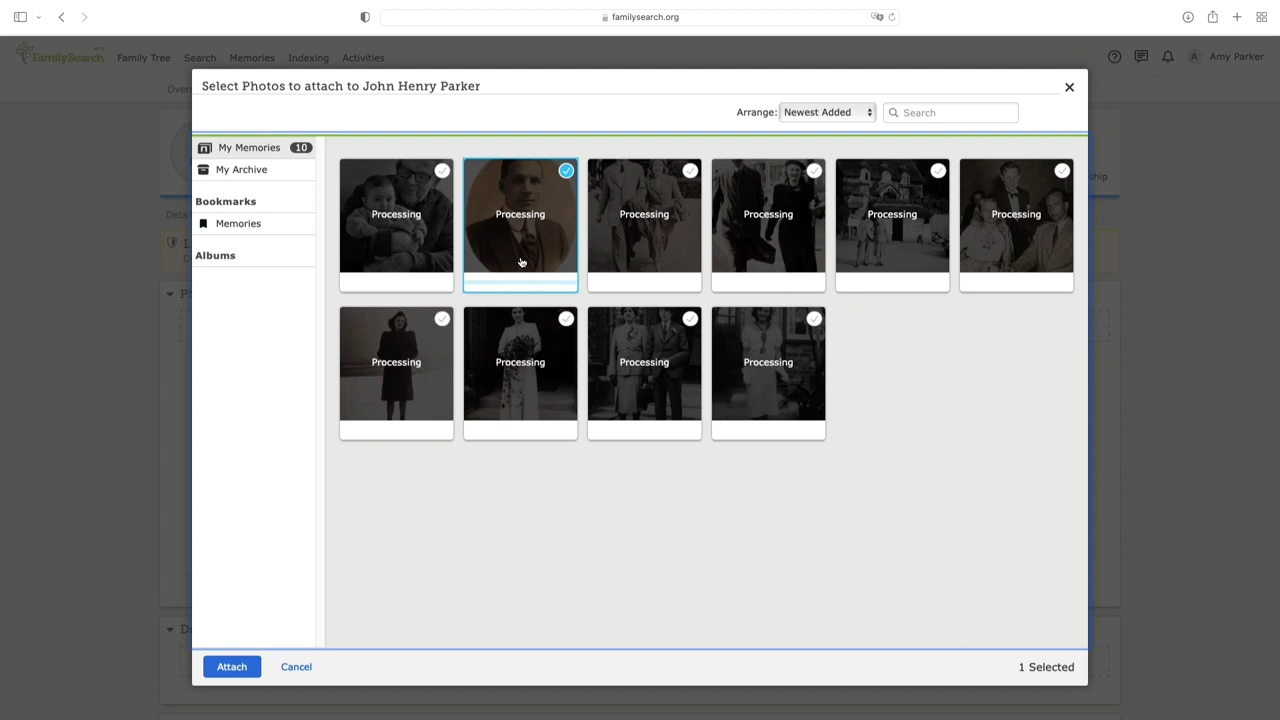 familysearch.org
FamilySearch
BETA
Family Tree
Search
Memories
Indexing
Activities
A
Amy Parker
Select Photos to attach to John Henry Parker
Arrange:
Newest Added
Search
My Memories
10
My Archive
Bookmarks
Memories
Albums
Processing
Processing
Processing
Processing
Processing
Processing
Processing
Processing
Processing
Processing
Attach
Cancel
1 Selected